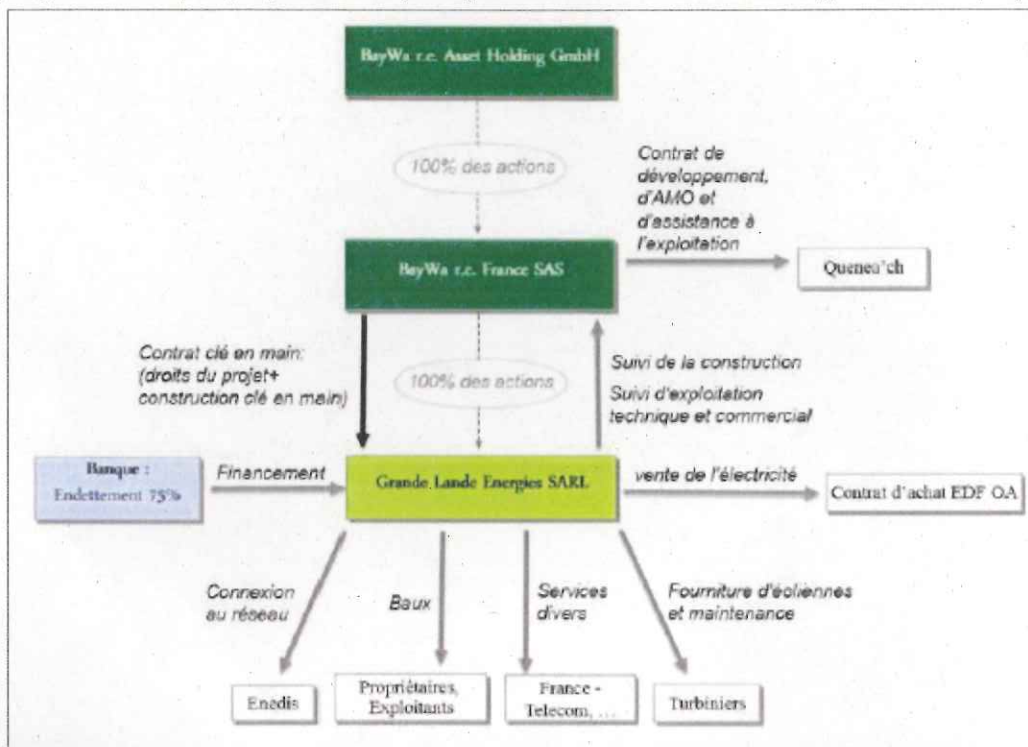 BayWa r.e. Asset Holding GmbH
100% des actions
Contrat de
développement,
d'AMO et
d'assistance à
l'exploitation
BayWa r.e. France SAS
Quenea'ch
Contrat clé en main:
(droits du projet+
construction clé en main)
100% des actions
Suivi de la construction
Suivi d'exploitation
technique et commercial
Banque :
Endettement 75%
Financement
Grande Lande Energies SARL
vente de l'électricité
Contrat d'achat EDF OA
Connexion
au réseau
Baux
Services
divers
Fourniture d'éoliennes
et maintenance
Enedis
Propriétaires,
Exploitants
France -
Telecom, ...
Turbiniers